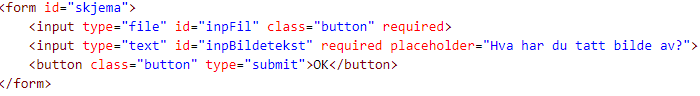 <form id="skjema">
<input type="file" id="inpFil" class="button" required>
<input type="text" id="inpBildetekst" required placeholder="Hva har du tatt bilde av?">
<button class="button" type="submit">OK</button>
</form>